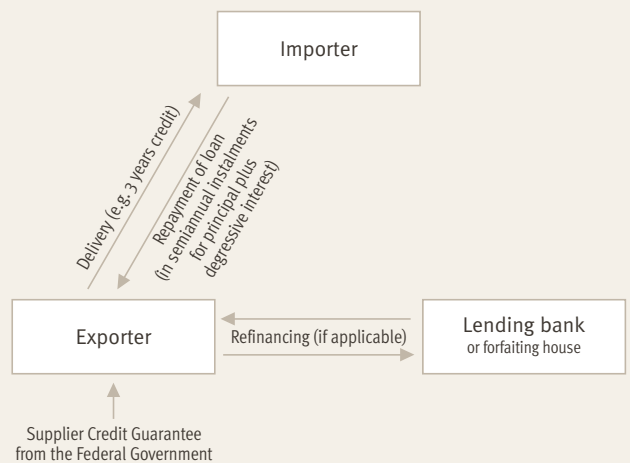 Importer
Delivery (e.g. 3 years credit)
Repayment of loan
(in semiannual instalments
for principal plus
degressive interest)
Exporter
Refinancing (if applicable)
Lending bank
or forfaiting house
Supplier Credit Guarantee
from the Federal Government